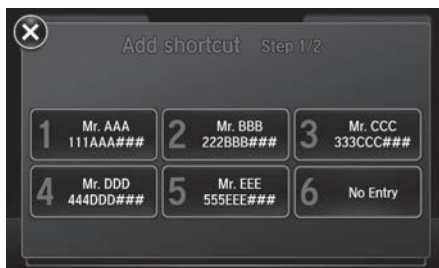 Add shortcut Step 1/2
1 Mr. AAA 2 Mr. BBB 3 Mr. CCC
111AAA### 222BBB### 333CCC###
4 Mr. DDD 5 Mr. EEE 6 No Entry
444DDD### 555EEE###